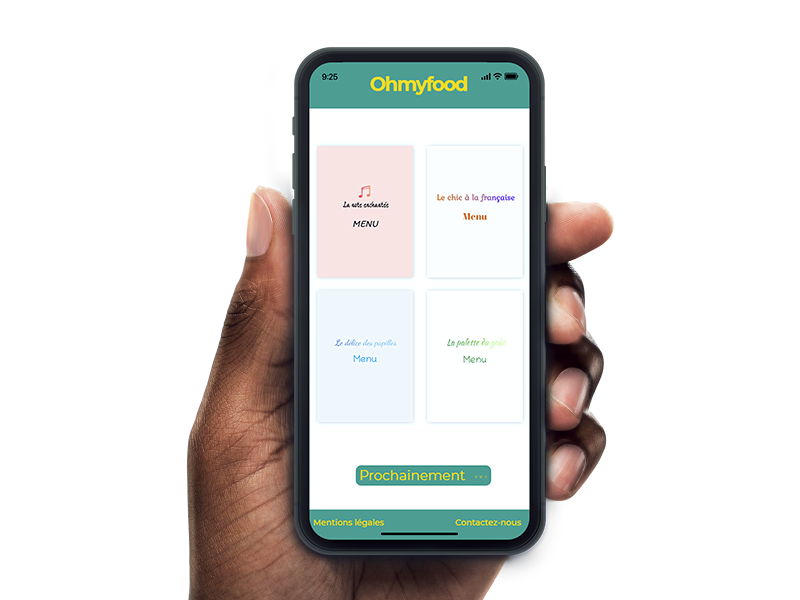 9:25
Ohmyfood
La note enchantée
MENU
Le chic à la française
Menu
Le délice des papilles
Menu
La palette du goût
Menu
Prochainement ...
Mentions légales
Contactez-nous